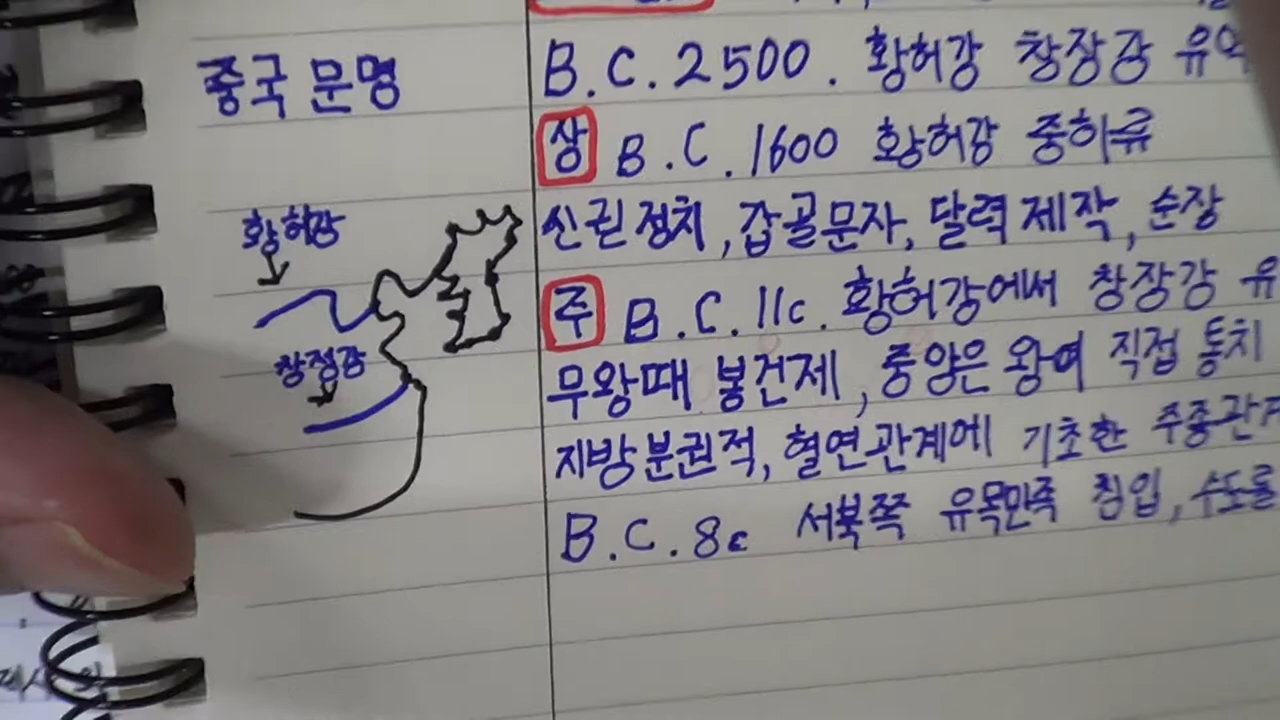 중국 문명
황허강
창정강
B.C. 2500. 황허강 창장강 유역
상 B.C. 1600 황허강 중하류
신권정치, 갑골문자, 달력 제작, 순장
주 B.C. 11c. 황허강에서 창장강 유
무왕때 봉건제, 중앙은 왕이 직접 통치
지방분권적, 혈연관계에 기초한 주종관계
B.C. 8c 서북쪽 유목민족 침입, 수도를